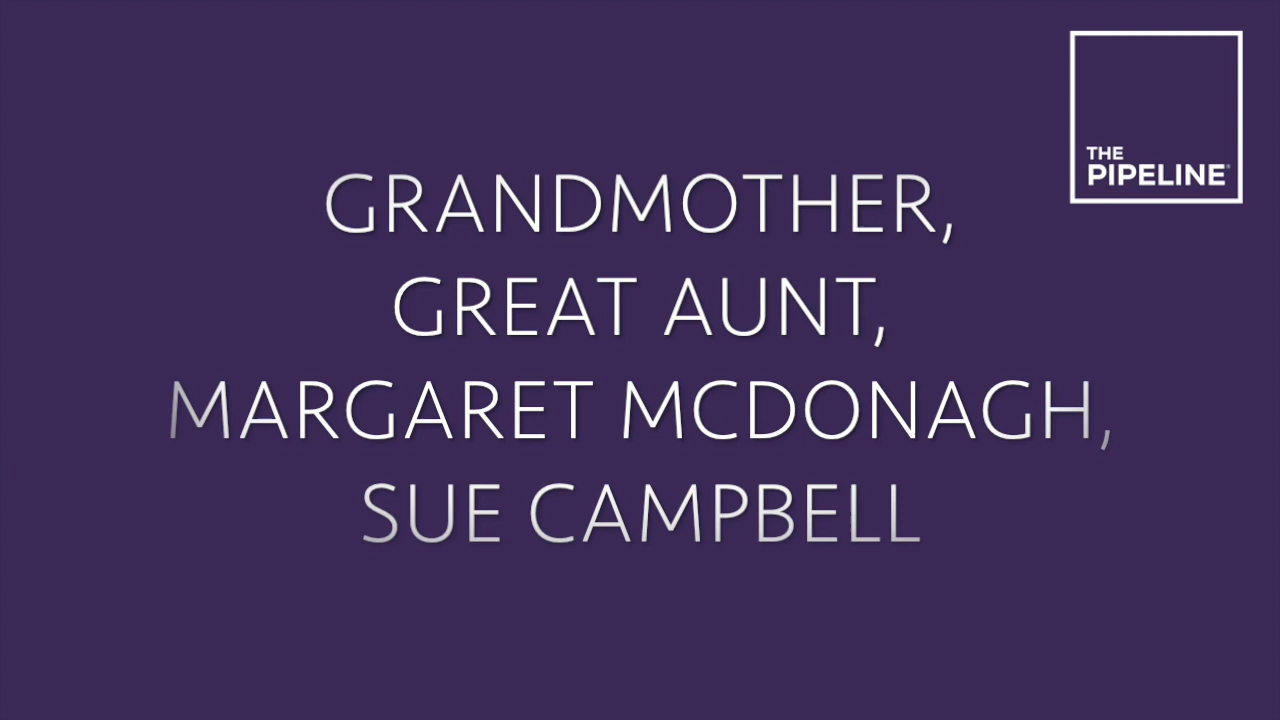 THE
PIPELINE
GRANDMOTHER,
GREAT AUNT,
MARGARET MCDONAGH,
SUE CAMPBELL